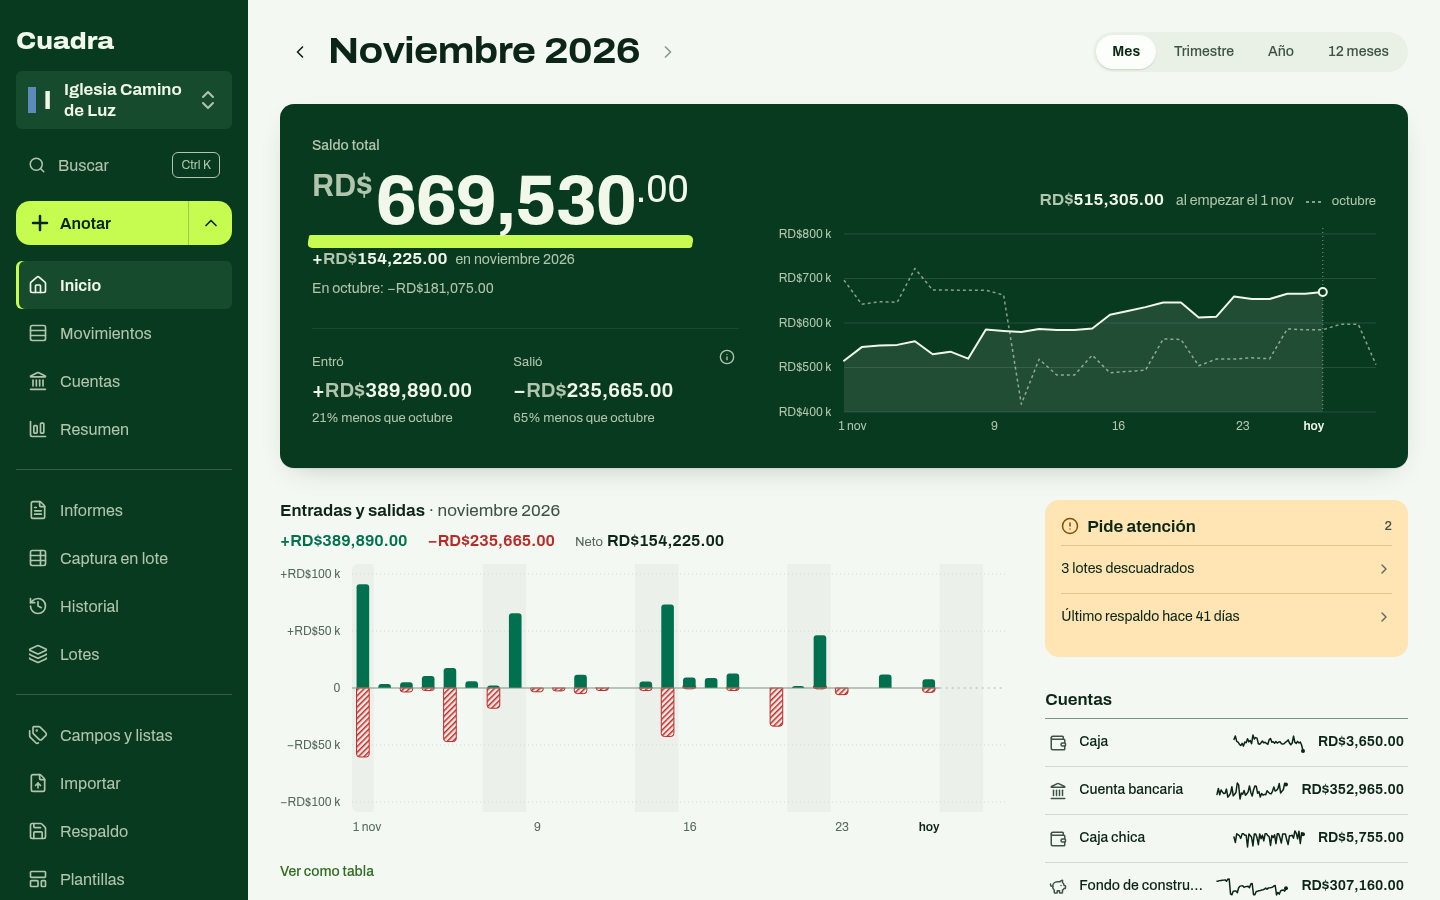 Cuadra
I
Iglesia Camino
de Luz
Buscar
Ctrl K
Anotar
Inicio
Movimientos
Cuentas
Resumen
Informes
Captura en lote
Historial
Lotes
Campos y listas
Importar
Respaldo
Plantillas
Noviembre 2026
Mes
Trimestre
Año
12 meses
Saldo total
RD$669,530.00
+RD$154,225.00 en noviembre 2026
En octubre: −RD$181,075.00
Entró
+RD$389,890.00
21% menos que octubre
Salió
−RD$235,665.00
65% menos que octubre
RD$515,305.00 al empezar el 1 nov
octubre
RD$800 k
RD$700 k
RD$600 k
RD$500 k
RD$400 k
1 nov
9
16
23
hoy
Entradas y salidas · noviembre 2026
+RD$389,890.00 −RD$235,665.00 Neto RD$154,225.00
+RD$100 k
+RD$50 k
0
−RD$50 k
−RD$100 k
1 nov
9
16
23
hoy
Ver como tabla
Pide atención
2
3 lotes descuadrados
Último respaldo hace 41 días
Cuentas
Caja RD$3,650.00
Cuenta bancaria RD$352,965.00
Caja chica RD$5,755.00
Fondo de constru... RD$307,160.00